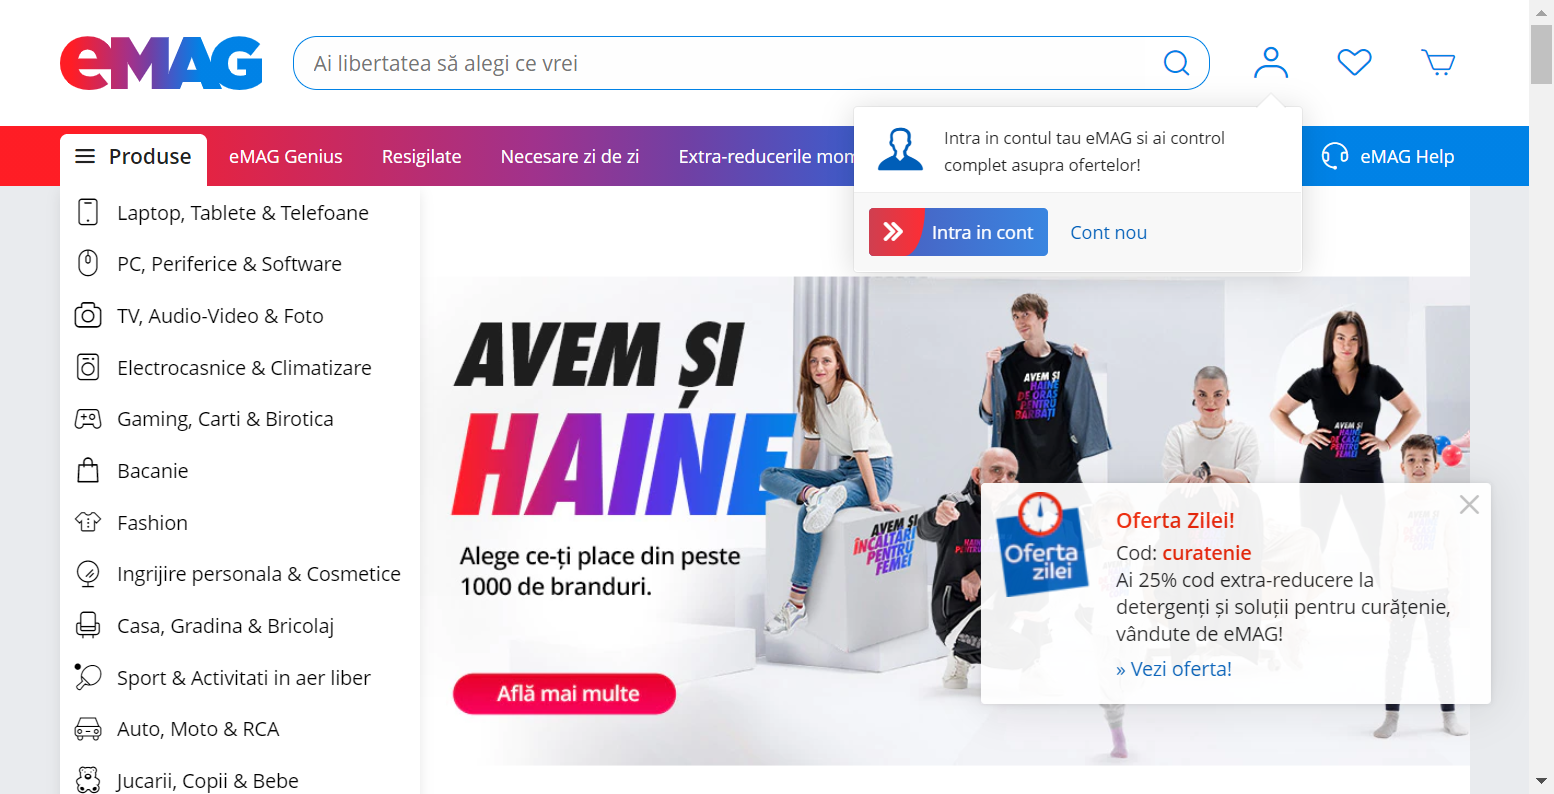 eMAG
Ai libertatea să alegi ce vrei
Produse
eMAG Genius
Resigilate
Necesare zi de zi
Extra-reducerile mom
eMAG Help
Intra in contul tau eMAG si ai control
complet asupra ofertelor!
Intra in cont
Cont nou
Laptop, Tablete & Telefoane
PC, Periferice & Software
TV, Audio-Video & Foto
Electrocasnice & Climatizare
Gaming, Carti & Birotica
Bacanie
Fashion
Ingrijire personala & Cosmetice
Casa, Gradina & Bricolaj
Sport & Activitati in aer liber
Auto, Moto & RCA
Jucarii, Copii & Bebe
AVEM ȘI
HAINE
Alege ce-ți place din peste
1000 de branduri.
Află mai multe
AVEM ȘI
HAINE
DE ORAS
PENTRU
BĂRBAȚI
AVEM ȘI
HAINE
DE CASĂ
PENTRU
FEMEI
AVEM ȘI
ÎNCĂLȚĂRI
PENTRU
FEMEI
Oferta
zilei
Oferta Zilei!
Cod: curatenie
Ai 25% cod extra-reducere la
detergenți și soluții pentru curățenie,
vândute de eMAG!
» Vezi oferta!